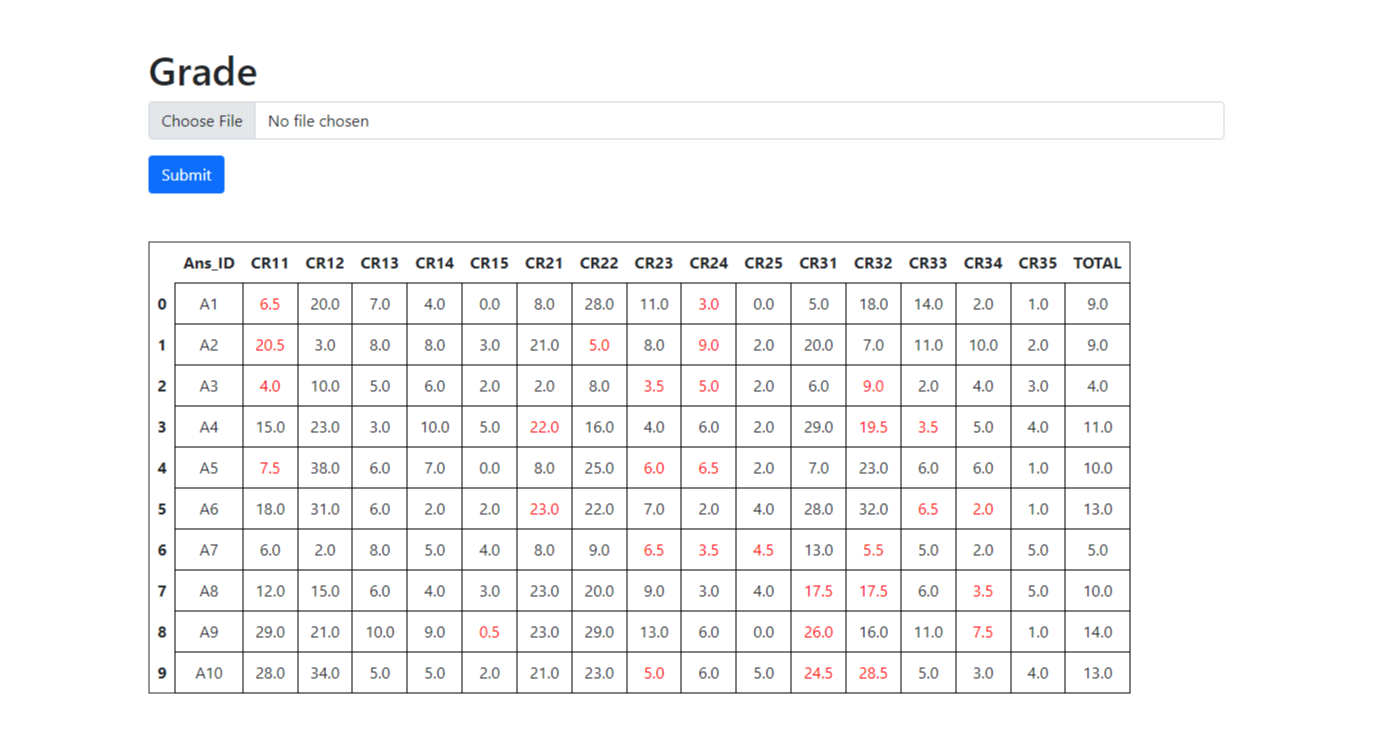 Grade
Choose File No file chosen
Submit
Ans_ID CR11 CR12 CR13 CR14 CR15 CR21 CR22 CR23 CR24 CR25 CR31 CR32 CR33 CR34 CR35 TOTAL
0 A1 6.5 20.0 7.0 4.0 0.0 8.0 28.0 11.0 3.0 0.0 5.0 18.0 14.0 2.0 1.0 9.0
1 A2 20.5 3.0 8.0 8.0 3.0 21.0 5.0 8.0 9.0 2.0 20.0 7.0 11.0 10.0 2.0 9.0
2 A3 4.0 10.0 5.0 6.0 2.0 2.0 8.0 3.5 5.0 2.0 6.0 9.0 2.0 4.0 3.0 4.0
3 A4 15.0 23.0 3.0 10.0 5.0 22.0 16.0 4.0 6.0 2.0 29.0 19.5 3.5 5.0 4.0 11.0
4 A5 7.5 38.0 6.0 7.0 0.0 8.0 25.0 6.0 6.5 2.0 7.0 23.0 6.0 6.0 1.0 10.0
5 A6 18.0 31.0 6.0 2.0 2.0 23.0 22.0 7.0 2.0 4.0 28.0 32.0 6.5 2.0 1.0 13.0
6 A7 6.0 2.0 8.0 5.0 4.0 8.0 9.0 6.5 3.5 4.5 13.0 5.5 5.0 2.0 5.0 5.0
7 A8 12.0 15.0 6.0 4.0 3.0 23.0 20.0 9.0 3.0 4.0 17.5 17.5 6.0 3.5 5.0 10.0
8 A9 29.0 21.0 10.0 9.0 0.5 23.0 29.0 13.0 6.0 0.0 26.0 16.0 11.0 7.5 1.0 14.0
9 A10 28.0 34.0 5.0 5.0 2.0 21.0 23.0 5.0 6.0 5.0 24.5 28.5 5.0 3.0 4.0 13.0